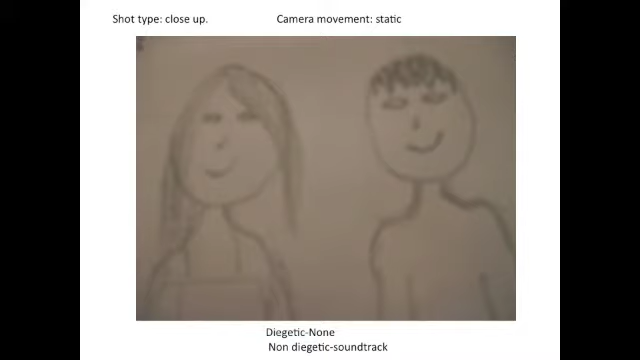 Shot type: close up.
Camera movement: static
Diegetic-None
Non diegetic-soundtrack